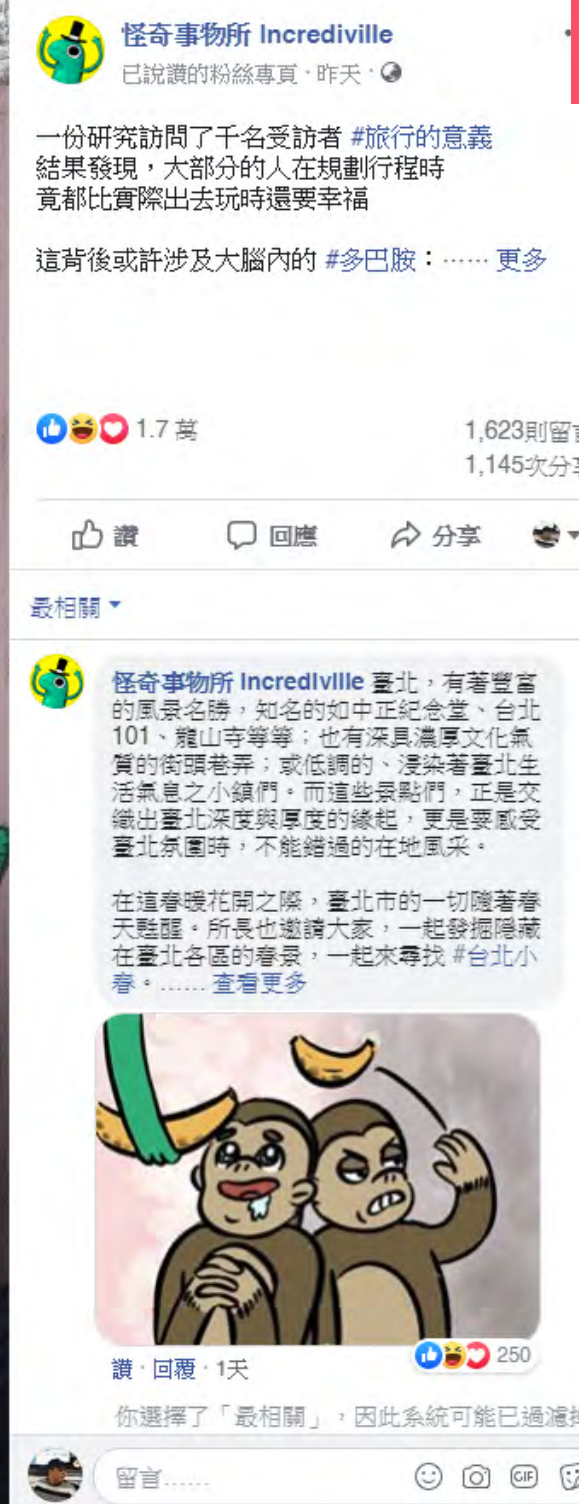 怪奇事物所 Incrediville
已說讚的粉絲專頁·昨天·
一份研究訪問了千名受訪者 #旅行的意義
結果發現，大部分的人在規劃行程時
竟都比實際出去玩時還要幸福
這背後或許涉及大腦內的 #多巴胺：…… 更多
1.7 萬
1,623則留言
1,145次分享
讚 回應 分享
最相關
怪奇事物所 Incrediville 臺北，有著豐富
的風景名勝，知名的如中正紀念堂、台北
101、龍山寺等等；也有深具濃厚文化氣
質的街頭巷弄；或低調的、浸染著臺北生
活氣息之小鎮們。而這些景點們，正是交
織出臺北深度與厚度的緣起，更是要感受
臺北氛圍時，不能錯過的在地風采。
在這春暖花開之際，臺北市的一切隨著春
天甦醒。所長也邀請大家，一起發掘隱藏
在臺北各區的春景，一起來尋找 #台北小
春。…… 查看更多
250
讚·回覆·1天
你選擇了「最相關」，因此系統可能已過濾掉
留言……
GIF